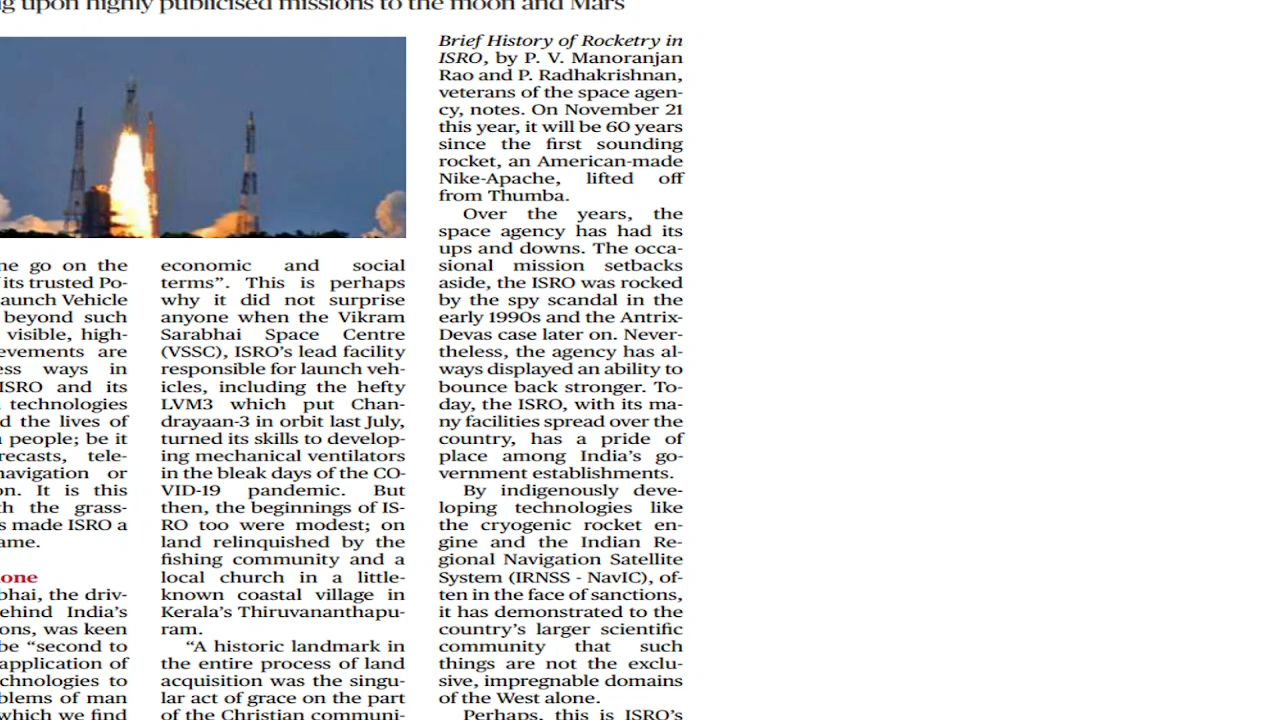 upon highly publicised missions to the moon and Mars
ne go on the
its trusted Po-
aunch Vehicle
beyond such
visible, high-
evements are
ess ways in
ISRO and its
technologies
d the lives of
people; be it
recasts, tele-
navigation or
on. It is this
th the grass-
s made ISRO a
ame.
one
bhai, the driv-
ehind India's
ons, was keen
be “second to
application of
chnologies to
blems of man
which we find
economic and social
terms”. This is perhaps
why it did not surprise
anyone when the Vikram
Sarabhai Space Centre
(VSSC), ISRO's lead facility
responsible for launch veh-
icles, including the hefty
LVM3 which put Chan-
drayaan-3 in orbit last July,
turned its skills to develop-
ing mechanical ventilators
in the bleak days of the CO-
VID-19 pandemic. But
then, the beginnings of IS-
RO too were modest; on
land relinquished by the
fishing community and a
local church in a little-
known coastal village in
Kerala's Thiruvananthapu-
ram.
“A historic landmark in
the entire process of land
acquisition was the singu-
lar act of grace on the part
of the Christian communi-
Brief History of Rocketry in
ISRO, by P. V. Manoranjan
Rao and P. Radhakrishnan,
veterans of the space agen-
cy, notes. On November 21
this year, it will be 60 years
since the first sounding
rocket, an American-made
Nike-Apache, lifted off
from Thumba.
Over the years, the
space agency has had its
ups and downs. The occa-
sional mission setbacks
aside, the ISRO was rocked
by the spy scandal in the
early 1990s and the Antrix-
Devas case later on. Never-
theless, the agency has al-
ways displayed an ability to
bounce back stronger. To-
day, the ISRO, with its ma-
ny facilities spread over the
country, has a pride of
place among India's go-
vernment establishments.
By indigenously deve-
loping technologies like
the cryogenic rocket en-
gine and the Indian Re-
gional Navigation Satellite
System (IRNSS - NavIC), of-
ten in the face of sanctions,
it has demonstrated to the
country's larger scientific
community that such
things are not the exclu-
sive, impregnable domains
of the West alone.
Perhaps, this is ISRO's